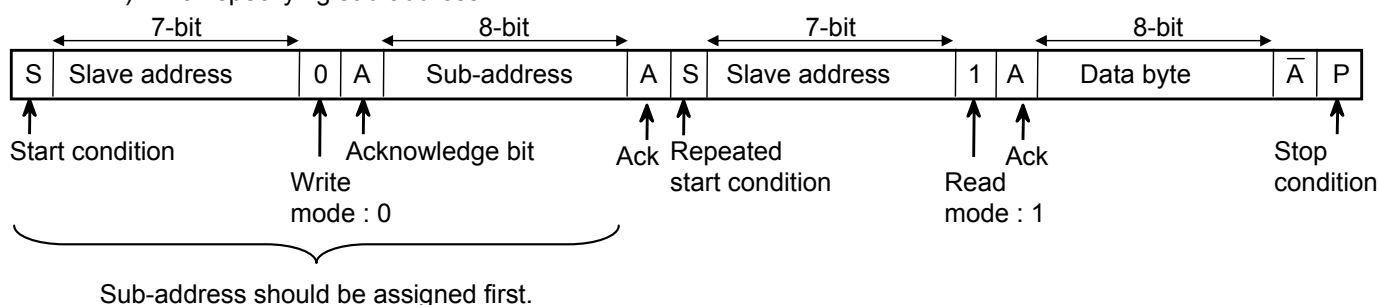 7-bit 8-bit 7-bit 8-bit
S Slave address 0 A Sub-address A S Slave address 1 A Data byte A̅ P
Start condition Acknowledge bit Ack Repeated start condition Ack Stop condition
Write mode : 0 Read mode : 1
Sub-address should be assigned first.